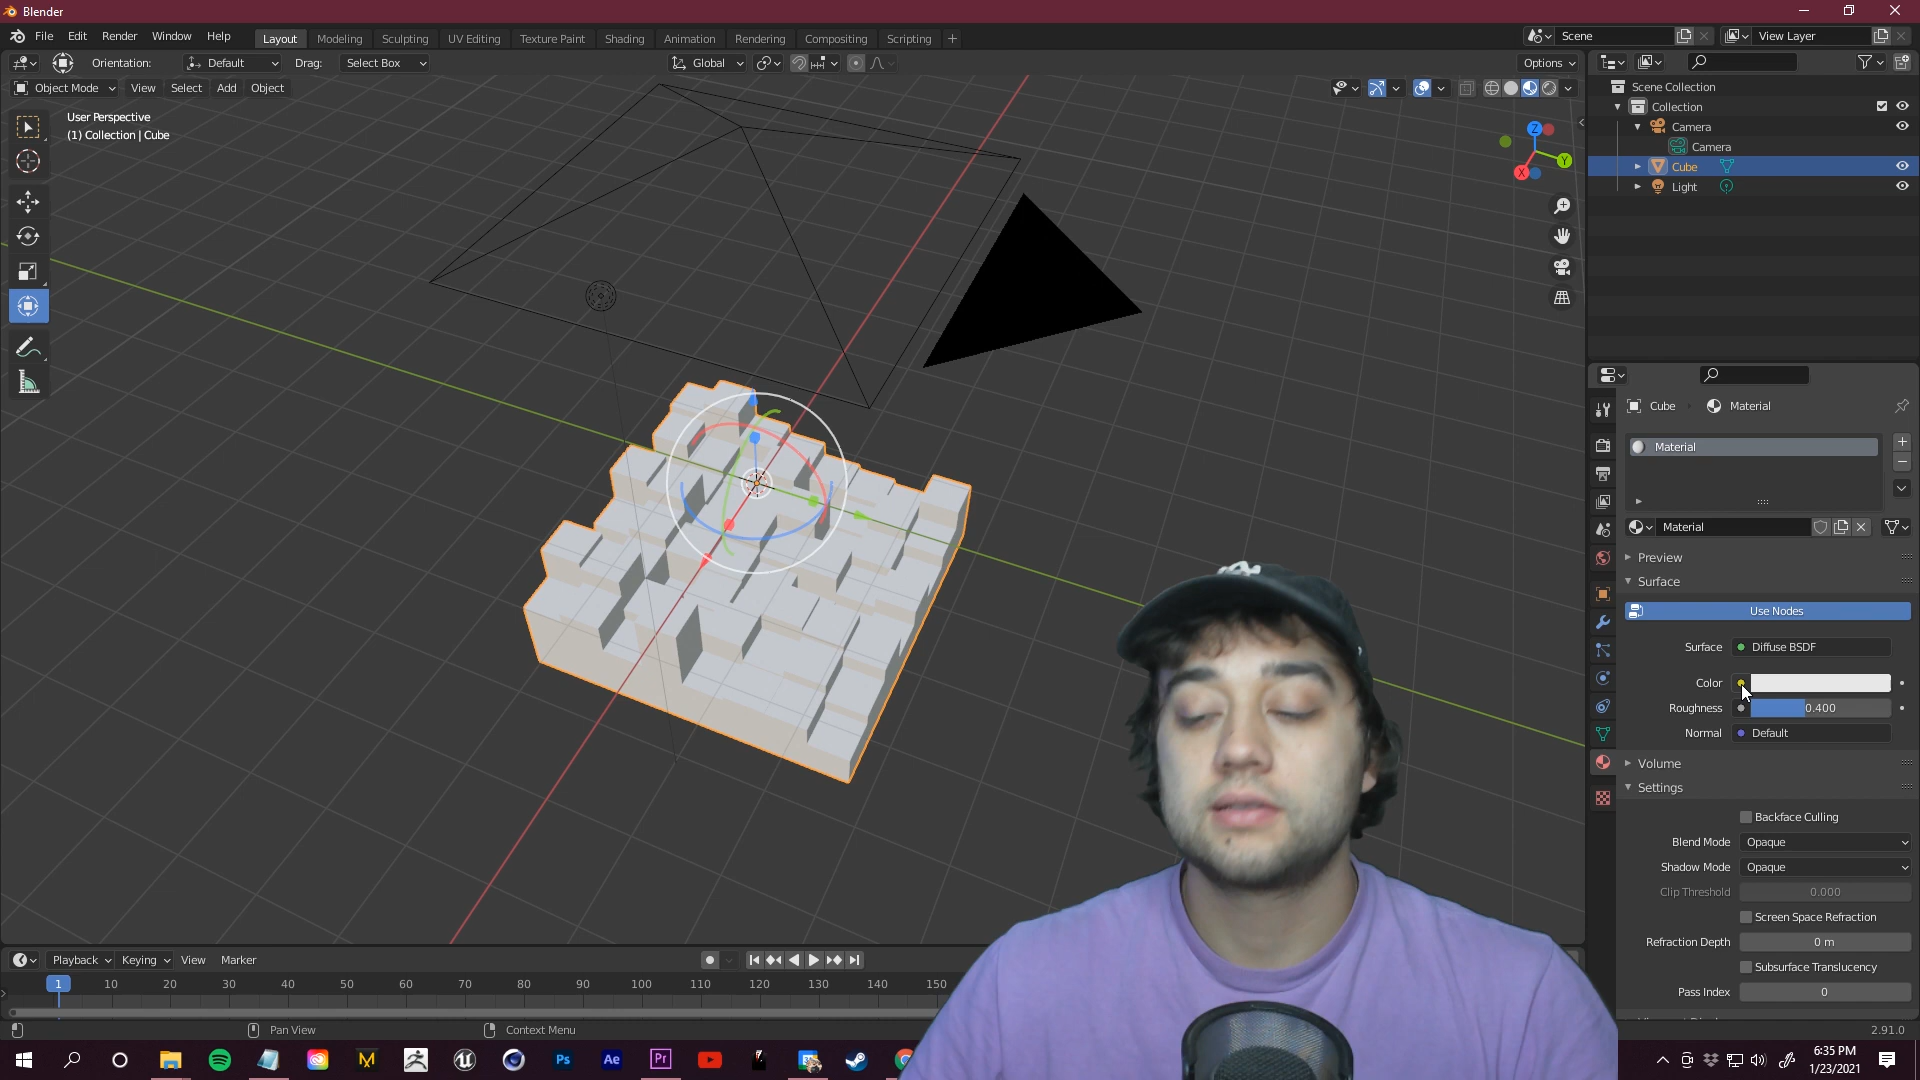 Blender
File Edit Render Window Help
Layout Modeling Sculpting UV Editing Texture Paint Shading Animation Rendering Compositing Scripting +
Scene
View Layer
Orientation: Default Drag: Select Box
Global
Options
Object Mode View Select Add Object
User Perspective
(1) Collection | Cube
Z
Y
X
Scene Collection
Collection
Camera
Camera
Cube
Light
Cube Material
Material
Material
Preview
Surface
Use Nodes
Surface Diffuse BSDF
Color
Roughness 0.400
Normal Default
Volume
Settings
Backface Culling
Blend Mode Opaque
Shadow Mode Opaque
Clip Threshold 0.000
Screen Space Refraction
Refraction Depth 0 m
Subsurface Translucency
Pass Index 0
Playback Keying View Marker
1 10 20 30 40 50 60 70 80 90 100 110 120 130 140 150
Pan View
Context Menu
2.91.0
Ps
Ae
Pr
6:35 PM
1/23/2021